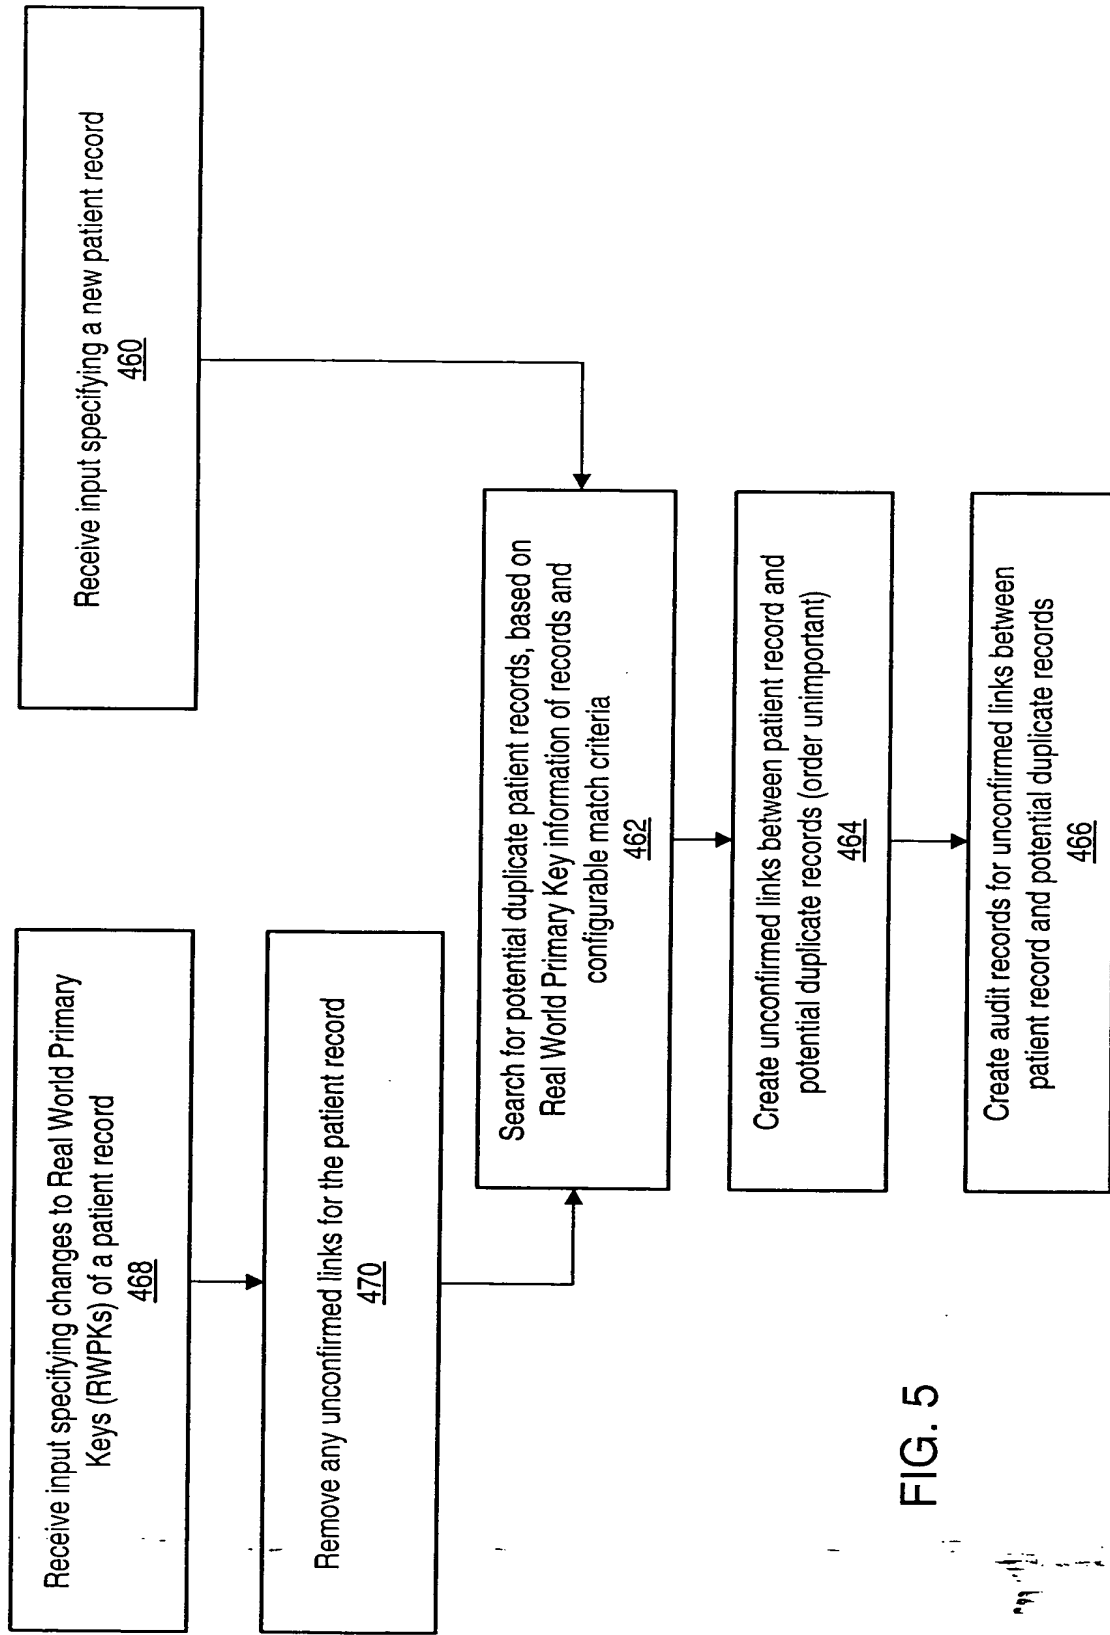 Receive input specifying changes to Real World Primary
Keys (RWPKs) of a patient record
468
Receive input specifying a new patient record
460
Remove any unconfirmed links for the patient record
470
Search for potential duplicate patient records, based on
Real World Primary Key information of records and
configurable match criteria
462
Create unconfirmed links between patient record and
potential duplicate records (order unimportant)
464
Create audit records for unconfirmed links between
patient record and potential duplicate records
466
FIG. 5